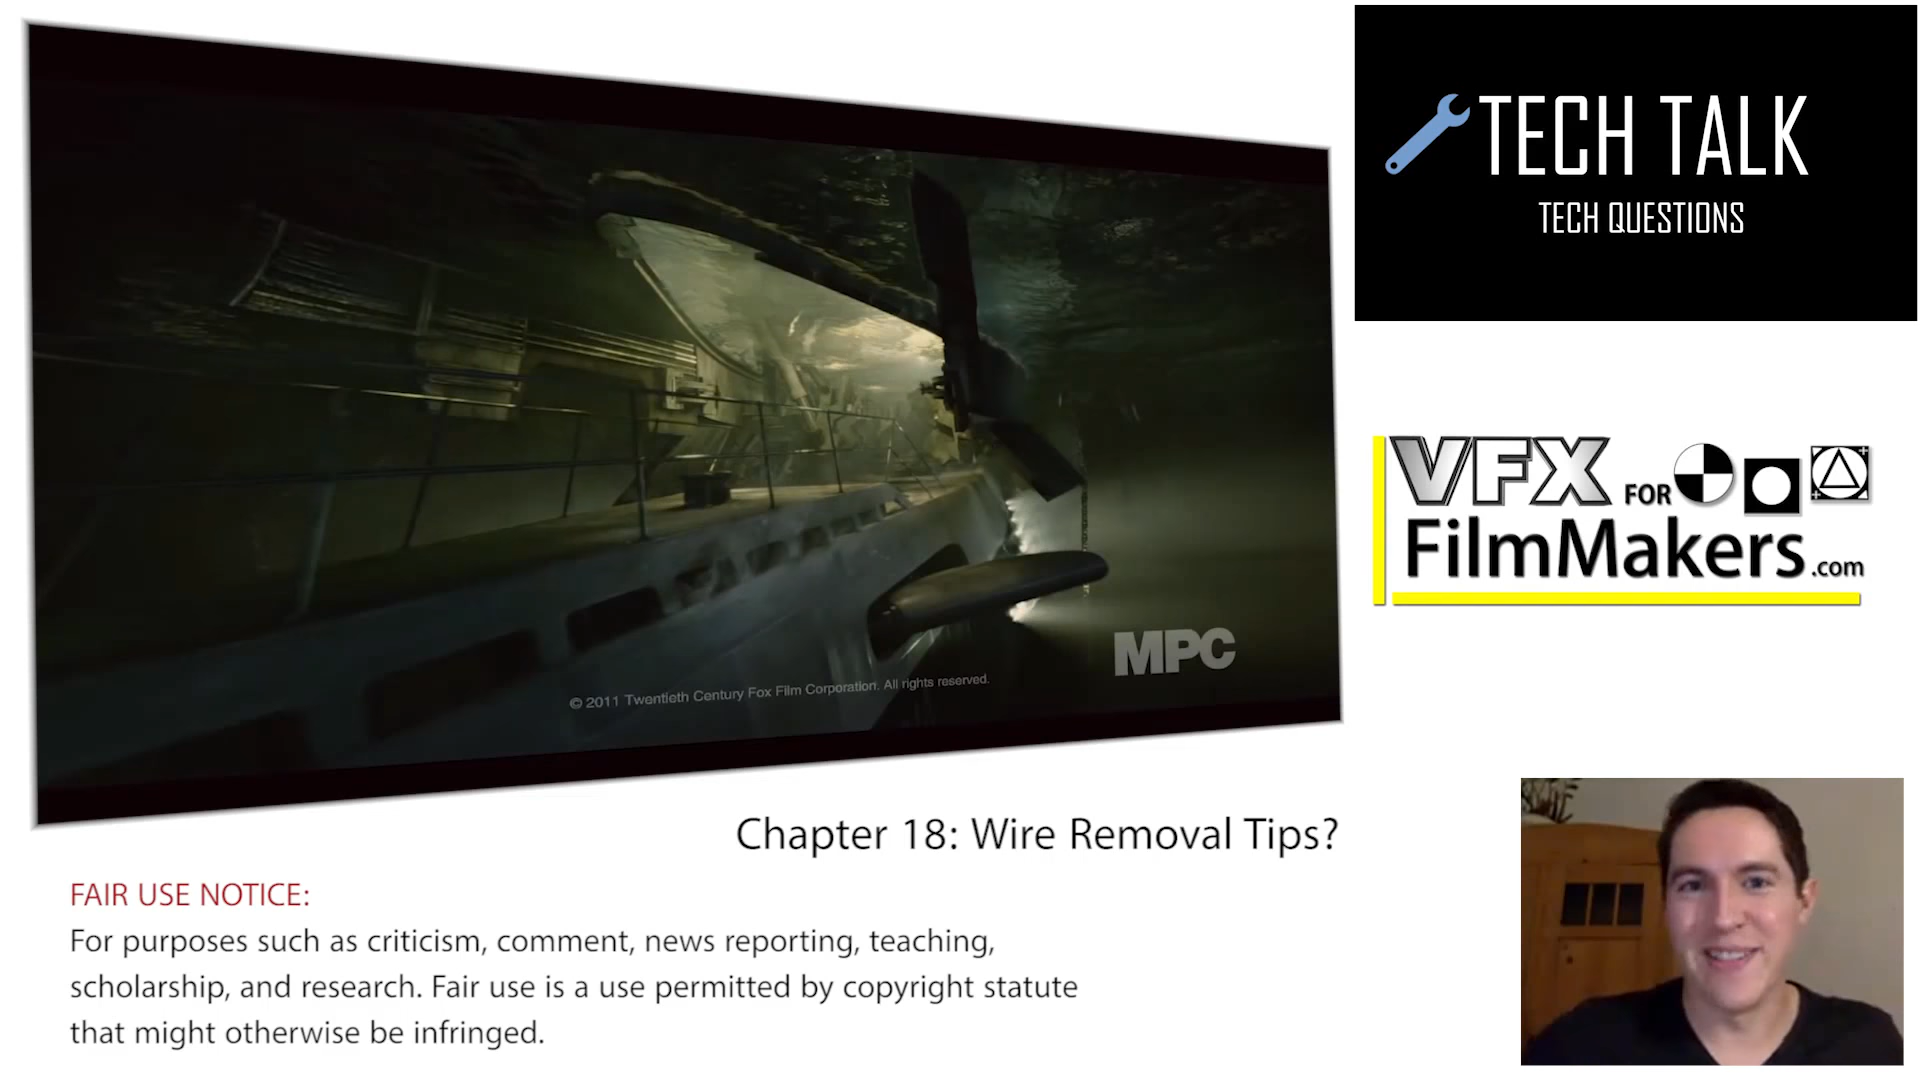 TECH TALK
TECH QUESTIONS
VFX FOR
FilmMakers.com
MPC
© 2011 Twentieth Century Fox Film Corporation. All rights reserved.
Chapter 18: Wire Removal Tips?
FAIR USE NOTICE:
For purposes such as criticism, comment, news reporting, teaching,
scholarship, and research. Fair use is a use permitted by copyright statute
that might otherwise be infringed.